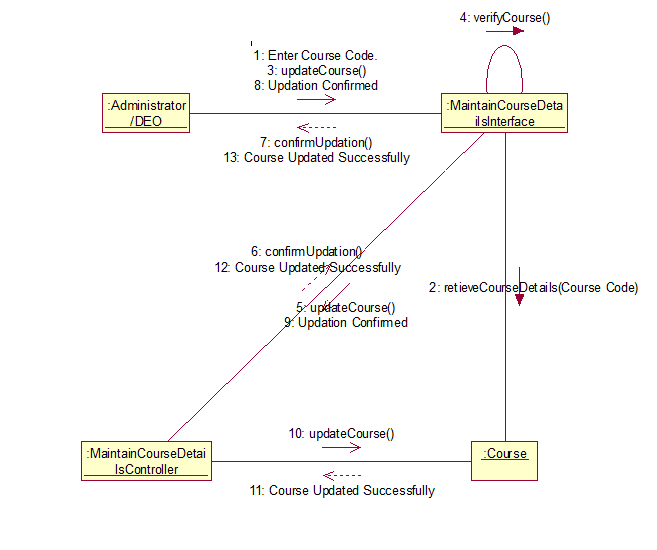 4: verifyCourse()
1: Enter Course Code.
3: updateCourse()
8: Updation Confirmed
:Administrator
/DEO
:MaintainCourseDeta
ilsInterface
7: confirmUpdation()
13: Course Updated Successfully
6: confirmUpdation()
12: Course Updated Successfully
2: retieveCourseDetails(Course Code)
5: updateCourse()
9: Updation Confirmed
10: updateCourse()
:MaintainCourseDetai
lsController
:Course
11: Course Updated Successfully